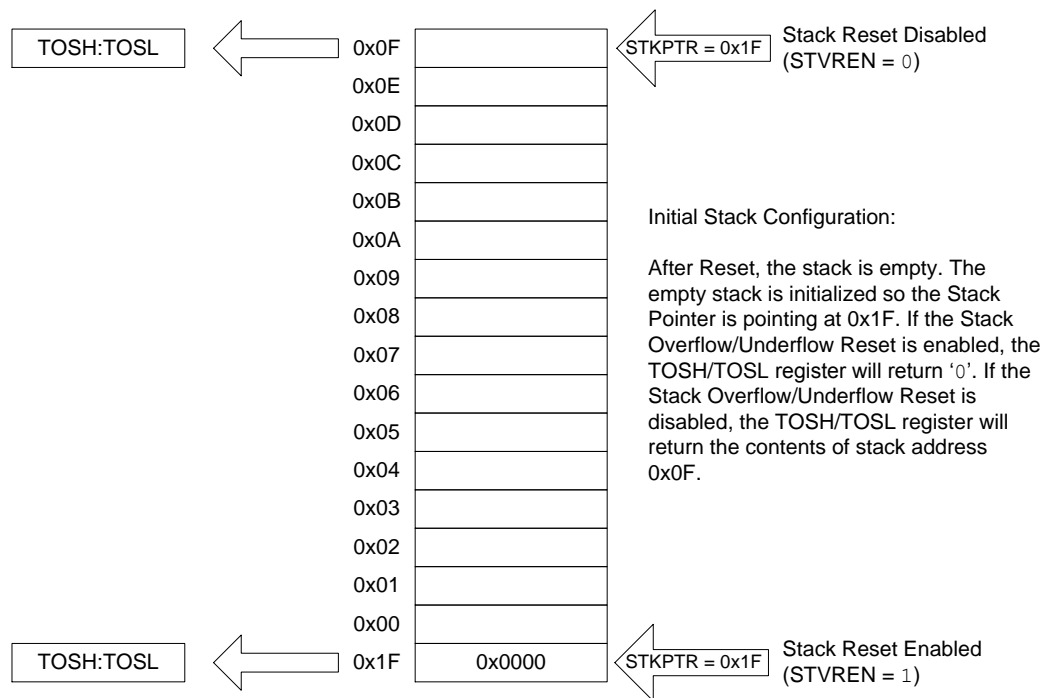 TOSH:TOSL
0x0F
STKPTR = 0x1F
Stack Reset Disabled
(STVREN = 0)
0x0E
0x0D
0x0C
0x0B
0x0A
0x09
0x08
0x07
0x06
0x05
0x04
0x03
0x02
0x01
0x00
Initial Stack Configuration:
After Reset, the stack is empty. The
empty stack is initialized so the Stack
Pointer is pointing at 0x1F. If the Stack
Overflow/Underflow Reset is enabled, the
TOSH/TOSL register will return ‘0’. If the
Stack Overflow/Underflow Reset is
disabled, the TOSH/TOSL register will
return the contents of stack address
0x0F.
TOSH:TOSL
0x1F
0x0000
STKPTR = 0x1F
Stack Reset Enabled
(STVREN = 1)